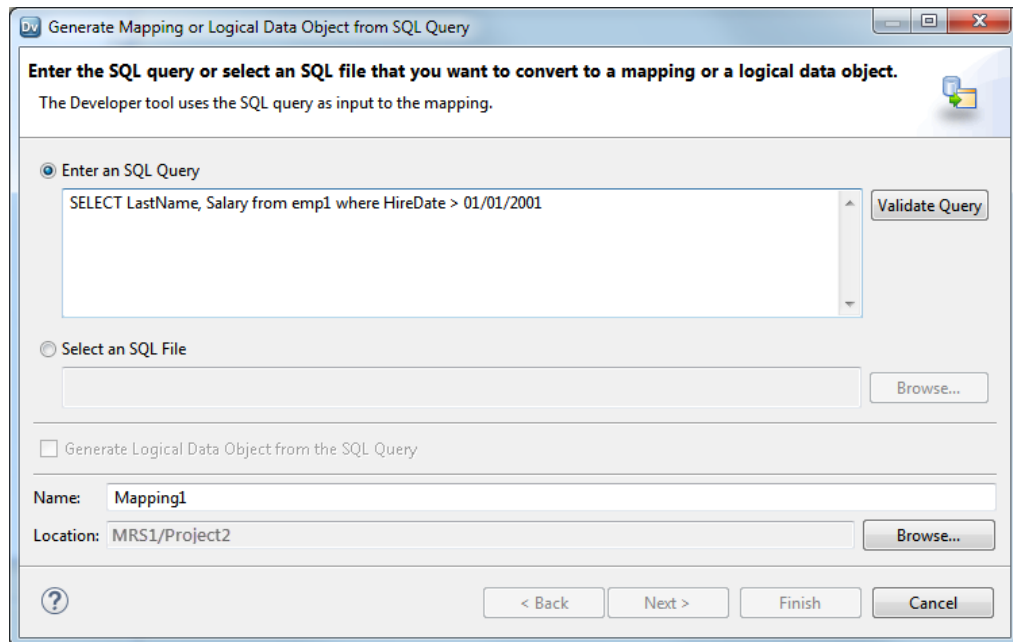 Dv Generate Mapping or Logical Data Object from SQL Query
Enter the SQL query or select an SQL file that you want to convert to a mapping or a logical data object.
The Developer tool uses the SQL query as input to the mapping.
Enter an SQL Query
SELECT LastName, Salary from emp1 where HireDate > 01/01/2001
Validate Query
Select an SQL File
Browse...
Generate Logical Data Object from the SQL Query
Name: Mapping1
Location: MRS1/Project2 Browse...
? < Back Next > Finish Cancel